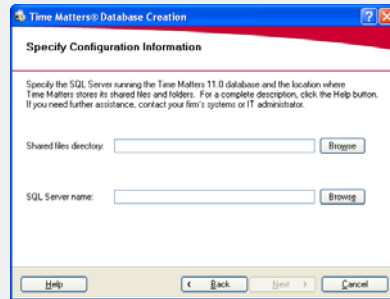 Time Matters® Database Creation
Specify Configuration Information
Specify the SQL Server running the Time Matters 11.0 database and the location where
Time Matters stores its shared files and folders. For a complete description, click the Help button.
If you need further assistance, contact your firm's systems or IT administrator.
Shared files directory: Browse
SQL Server name: Browse
Help < Back Next > Cancel